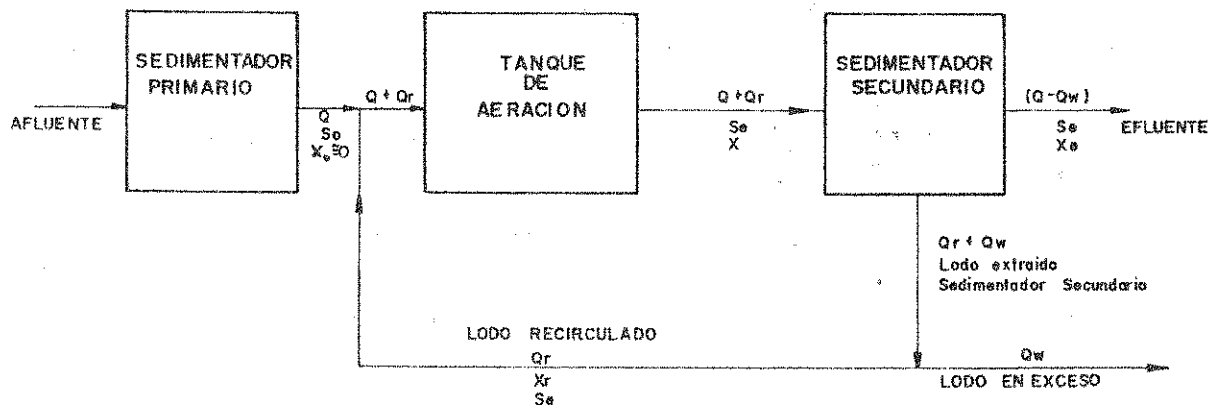 SEDIMENTADOR
PRIMARIO
TANQUE
DE
AERACION
SEDIMENTADOR
SECUNDÁRIO
AFLUENTE
Q
So
Xo≅O
Q + Qr
Q + Qr
Se
X
(Q - Qw)
Se
Xe
EFLUENTE
Qr + Qw
Lodo extraido
Sedimentador Secundario
LODO RECIRCULADO
Qr
Xr
Se
Qw
LODO EN EXCESO